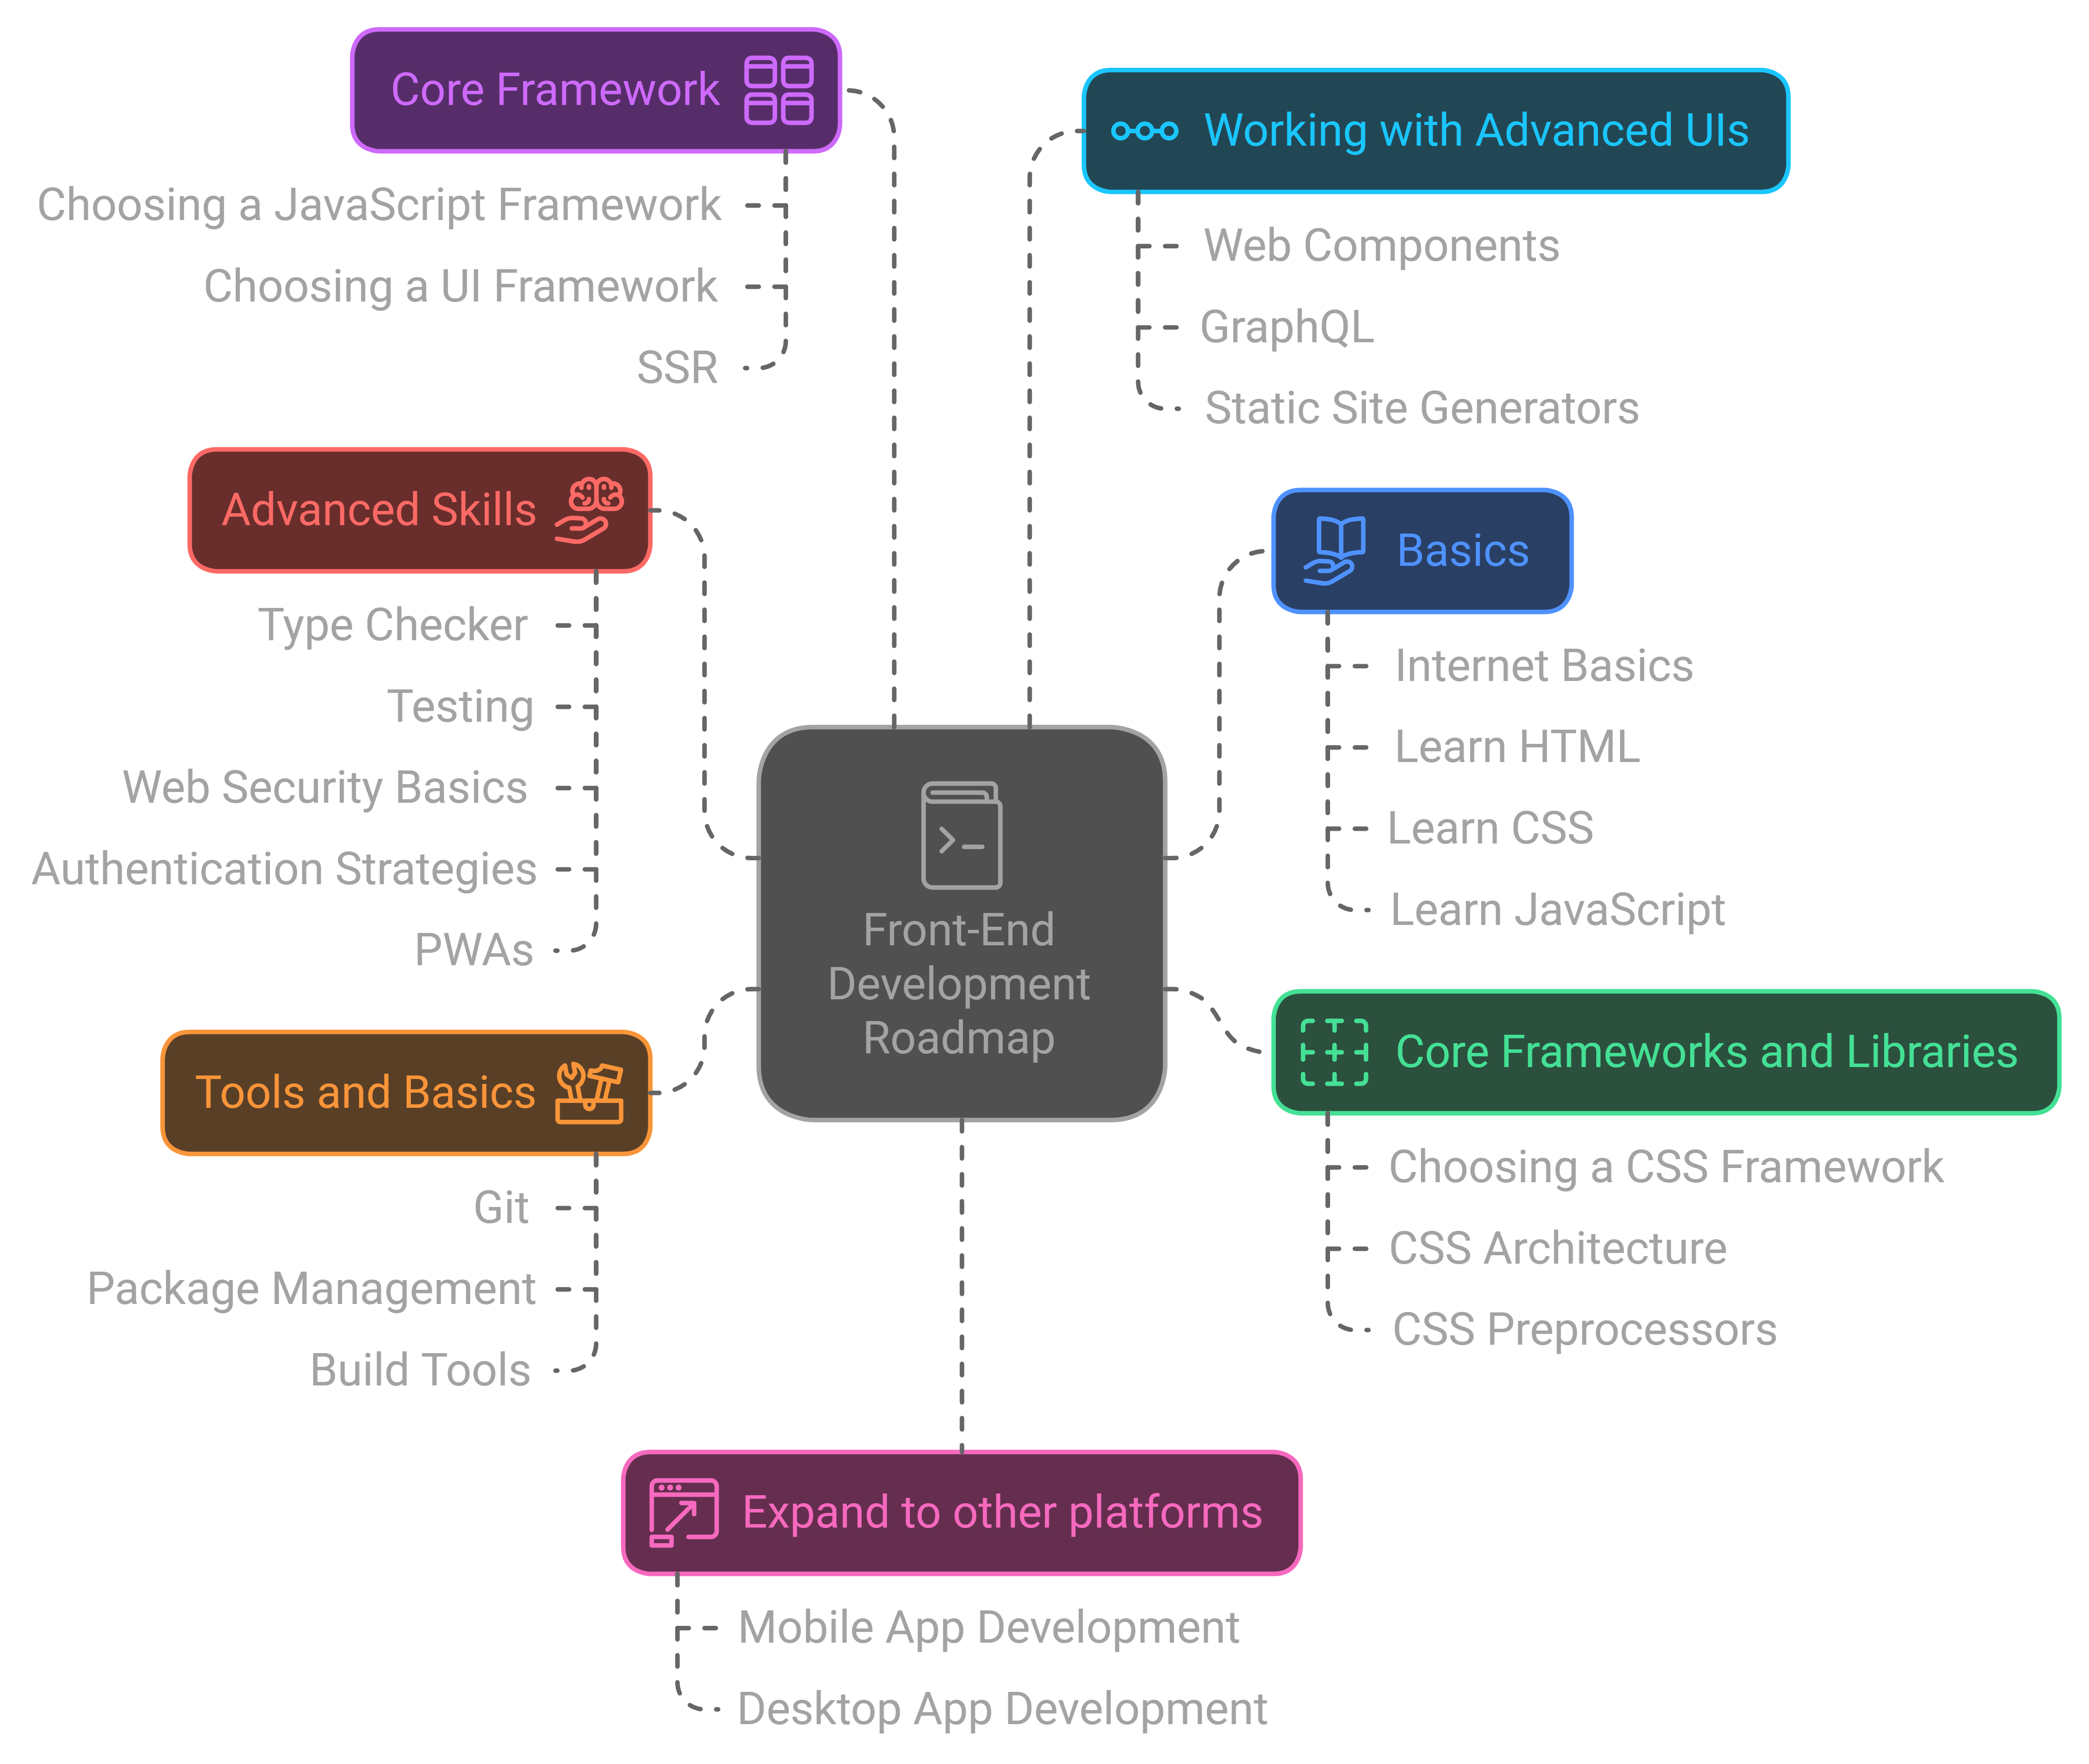 Core Framework
Choosing a JavaScript Framework
Choosing a UI Framework
SSR
Working with Advanced UIs
Web Components
GraphQL
Static Site Generators
Advanced Skills
Type Checker
Testing
Web Security Basics
Authentication Strategies
PWAs
Basics
Internet Basics
Learn HTML
Learn CSS
Learn JavaScript
Front-End
Development
Roadmap
Tools and Basics
Git
Package Management
Build Tools
Core Frameworks and Libraries
Choosing a CSS Framework
CSS Architecture
CSS Preprocessors
Expand to other platforms
Mobile App Development
Desktop App Development